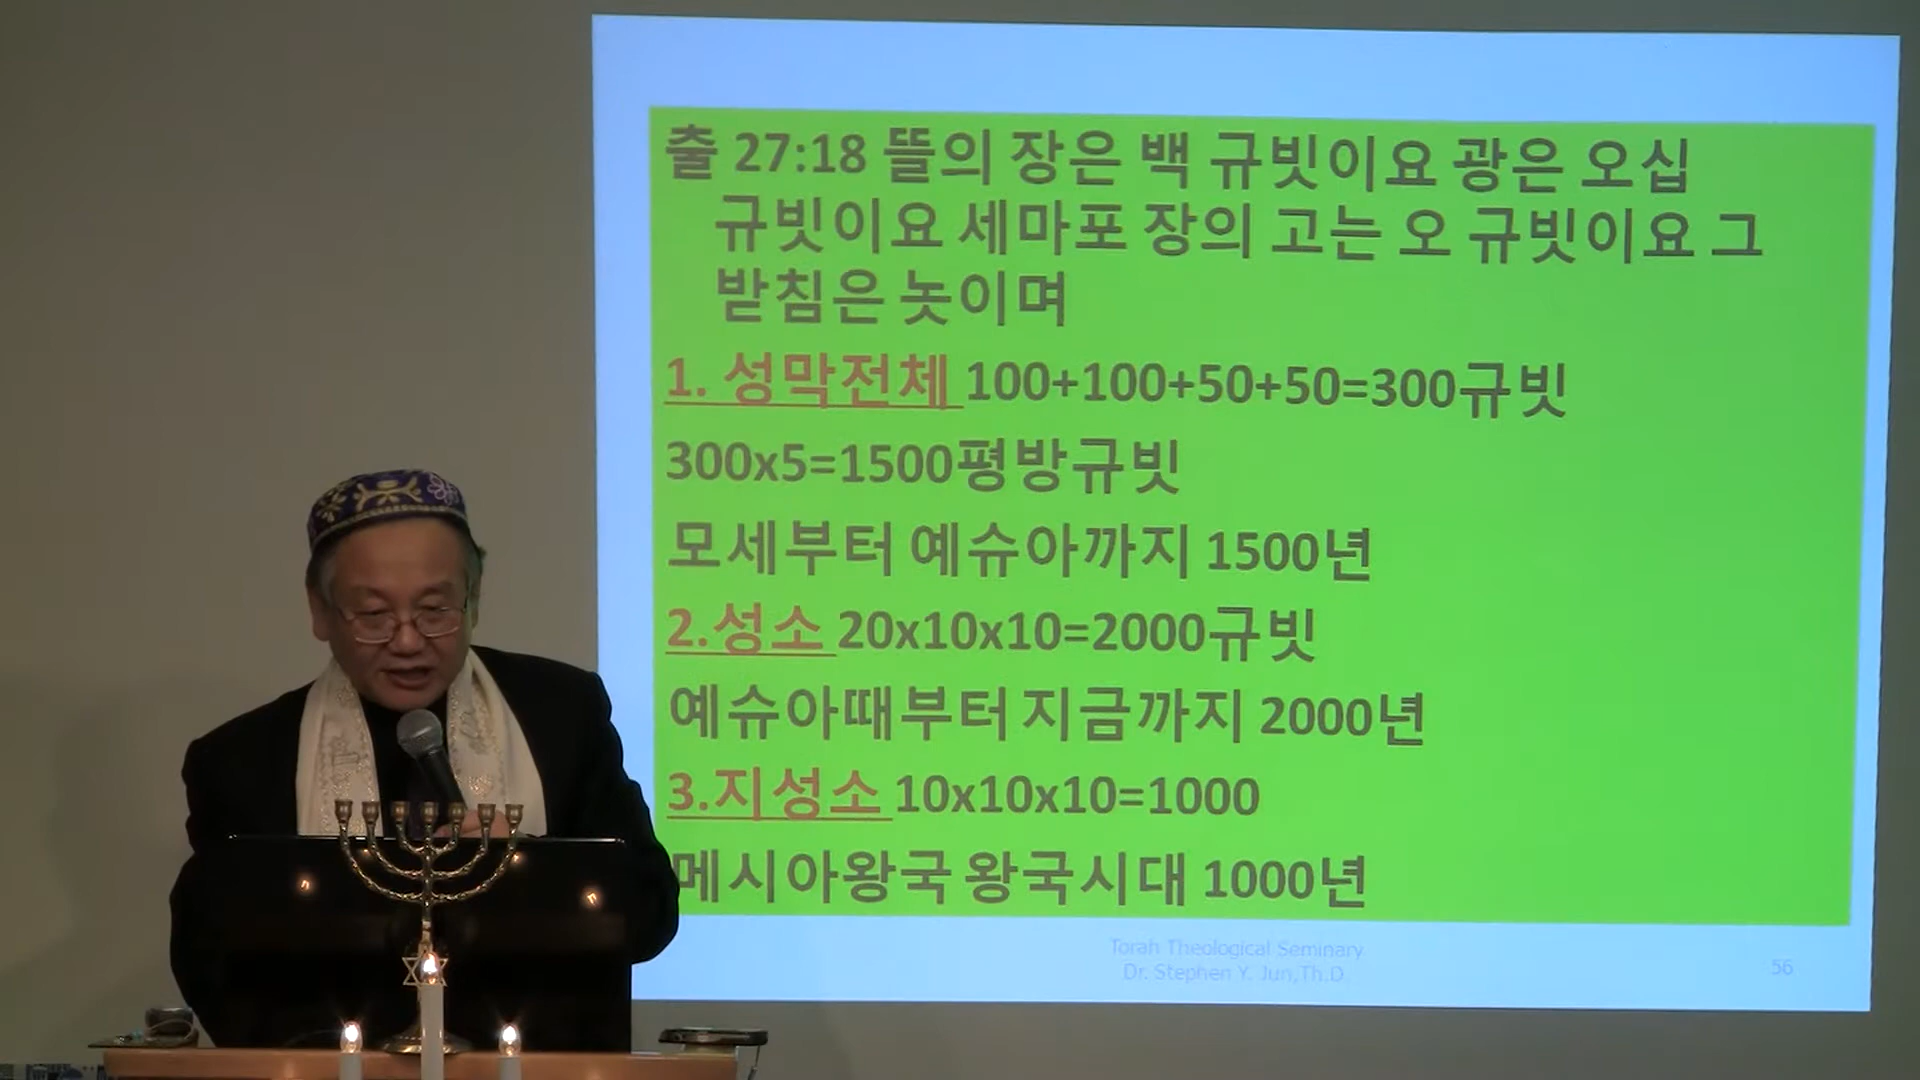 출 27:18 뜰의 장은 백 규빗이요 광은 오십
규빗이요 세마포 장의 고는 오 규빗이요 그
받침은 놋이며
1. 성막전체 100+100+50+50=300규빗
300x5=1500평방규빗
모세부터 예슈아까지 1500년
2.성소 20x10x10=2000규빗
예슈아때부터 지금까지 2000년
3.지성소 10x10x10=1000
메시아왕국 왕국시대 1000년
Torah Theological Seminary
Dr. Stephen Y. Jun,Th.D.
56